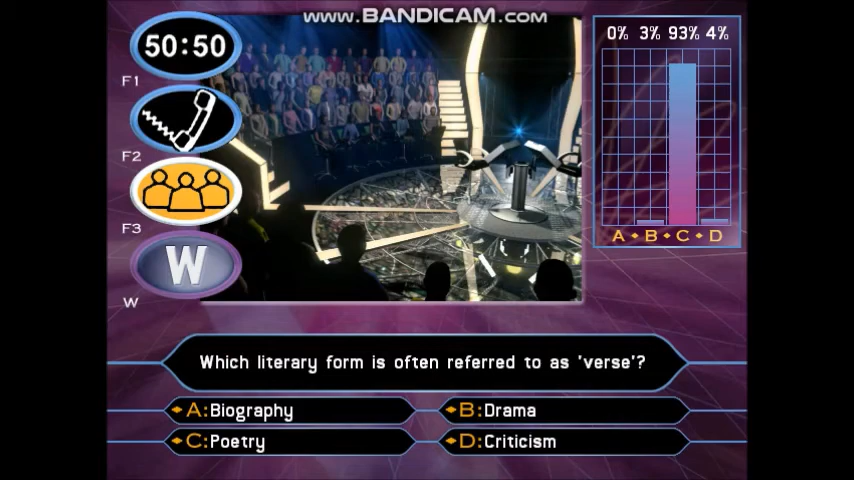 www.BANDICAM.com
50:50
F1
F2
F3
W
W
0% 3% 93% 4%
A B C D
Which literary form is often referred to as 'verse'?
A:Biography
B:Drama
C:Poetry
D:Criticism